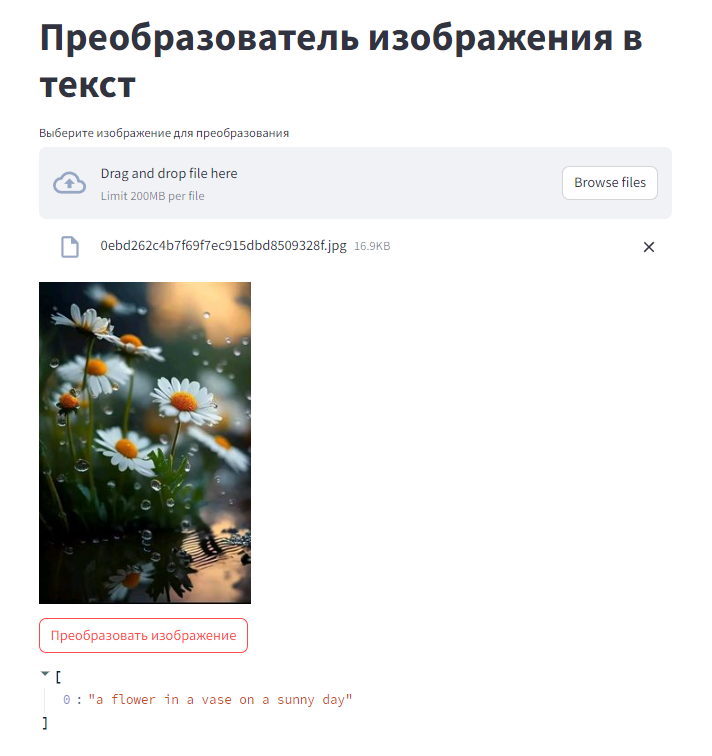 Преобразователь изображения в
текст
Выберите изображение для преобразования
Drag and drop file here
Limit 200MB per file
Browse files
0ebd262c4b7f69f7ec915dbd8509328f.jpg 16.9KB
Преобразовать изображение
[
0 : "a flower in a vase on a sunny day"
]